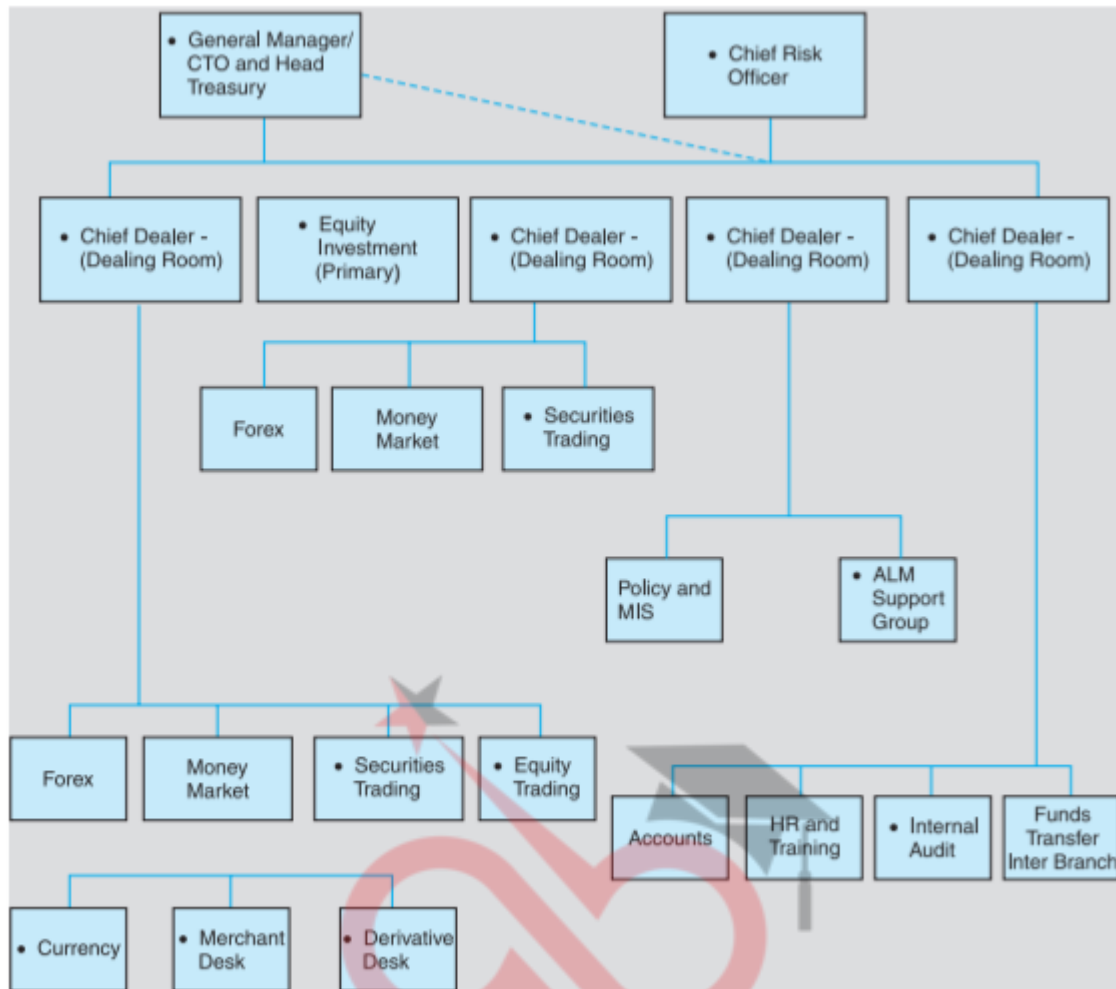 • General Manager/
CTO and Head
Treasury
• Chief Risk
Officer
• Chief Dealer -
(Dealing Room)
• Equity
Investment
(Primary)
• Chief Dealer -
(Dealing Room)
• Chief Dealer -
(Dealing Room)
• Chief Dealer -
(Dealing Room)
Forex
Money
Market
• Securities
Trading
Policy and
MIS
• ALM
Support
Group
Forex
Money
Market
• Securities
Trading
• Equity
Trading
Accounts
HR and
Training
• Internal
Audit
Funds
Transfer
Inter Branch
• Currency
• Merchant
Desk
• Derivative
Desk